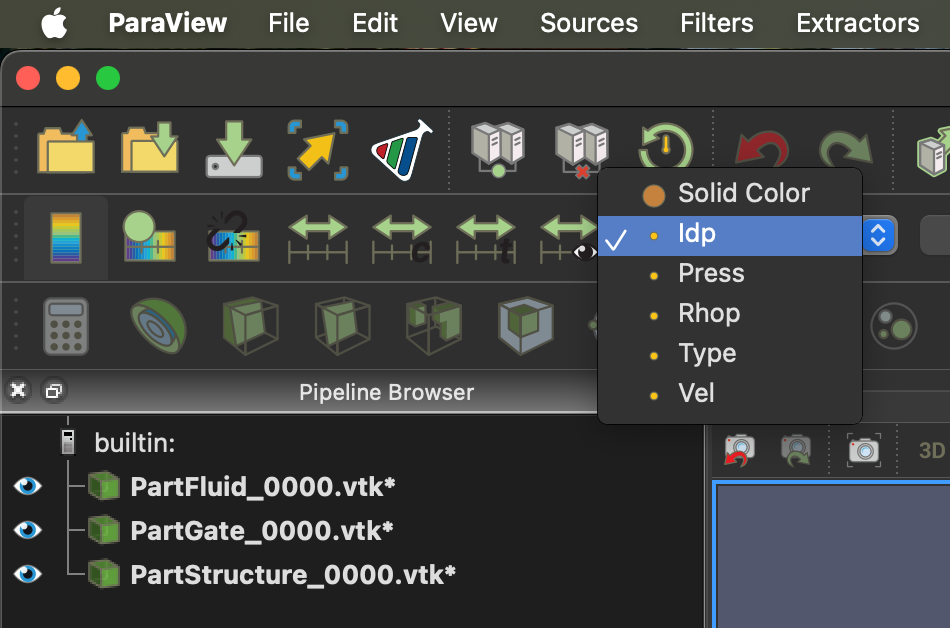 ParaView File Edit View Sources Filters Extractors
Solid Color
Idp
Press
Rhop
Type
Vel
c
t
Pipeline Browser
3D
builtin:
PartFluid_0000.vtk*
PartGate_0000.vtk*
PartStructure_0000.vtk*